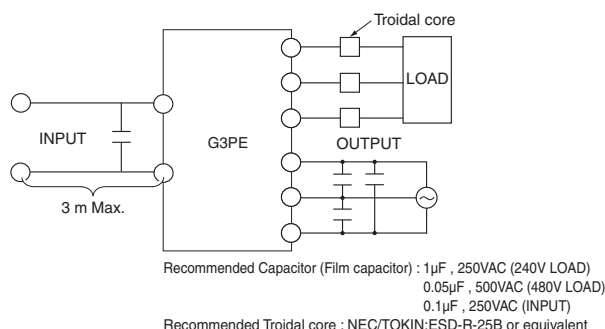 Troidal core
LOAD
INPUT
G3PE
OUTPUT
3 m Max.
Recommended Capacitor (Film capacitor) : 1µF , 250VAC (240V LOAD)
0.05µF , 500VAC (480V LOAD)
0.1µF , 250VAC (INPUT)
Recommended Troidal core : NEC/TOKIN:ESD-R-25B or equivalent